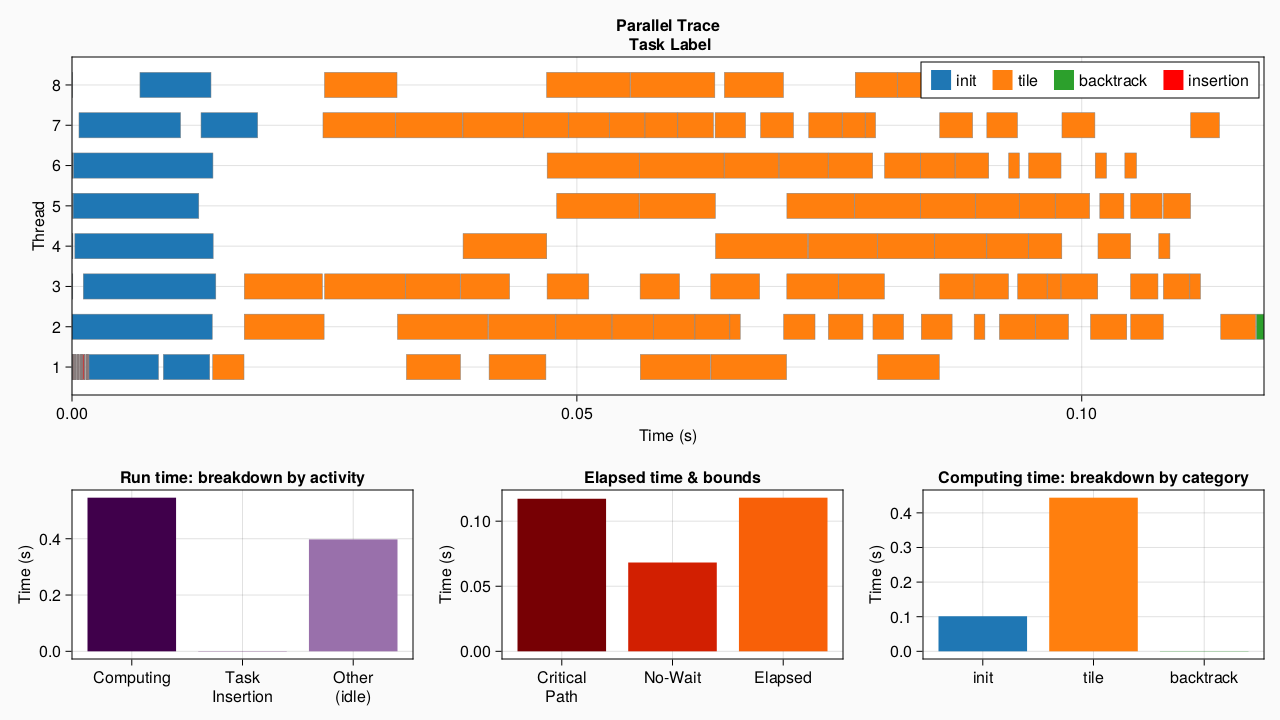 Parallel Trace
Task Label
init tile backtrack insertion
Thread
8
7
6
5
4
3
2
1
0.00 0.05 0.10
Time (s)
Run time: breakdown by activity
Time (s)
0.4
0.2
0.0
Computing Task Insertion Other (idle)
Elapsed time & bounds
Time (s)
0.10
0.05
0.00
Critical Path No-Wait Elapsed
Computing time: breakdown by category
Time (s)
0.4
0.3
0.2
0.1
0.0
init tile backtrack